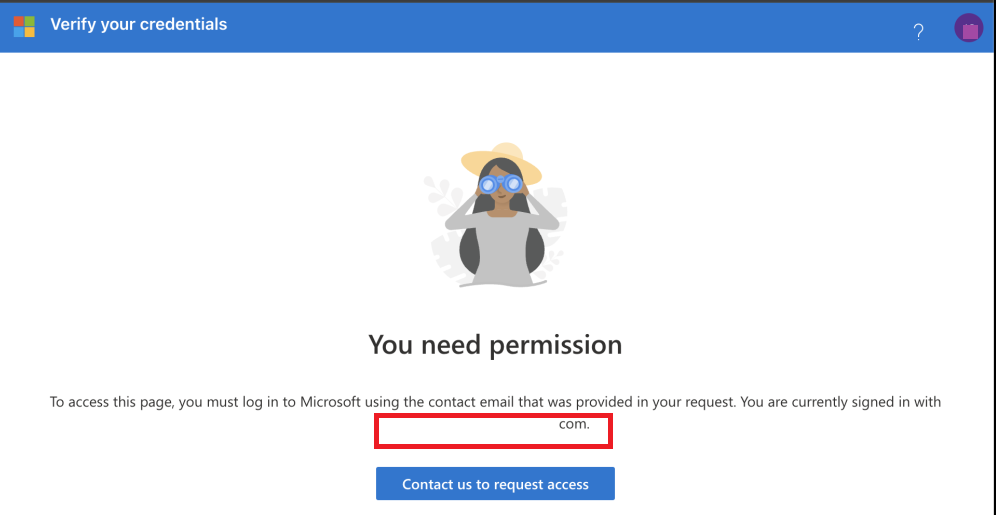 Verify your credentials
?
You need permission
To access this page, you must log in to Microsoft using the contact email that was provided in your request. You are currently signed in with
com.
Contact us to request access